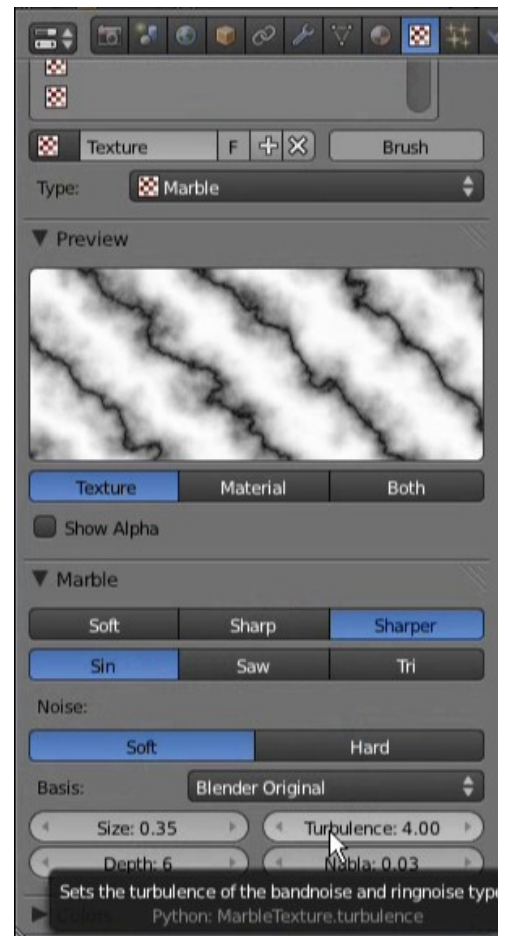 Texture F Brush
Type: Marble
Preview
Texture Material Both
Show Alpha
Marble
Soft Sharp Sharper
Sin Saw Tri
Noise:
Soft Hard
Basis: Blender Original
Size: 0.35 Turbulence: 4.00
Depth: 6 Nabla: 0.03
Sets the turbulence of the bandnoise and ringnoise type
Python: MarbleTexture.turbulence
Colors